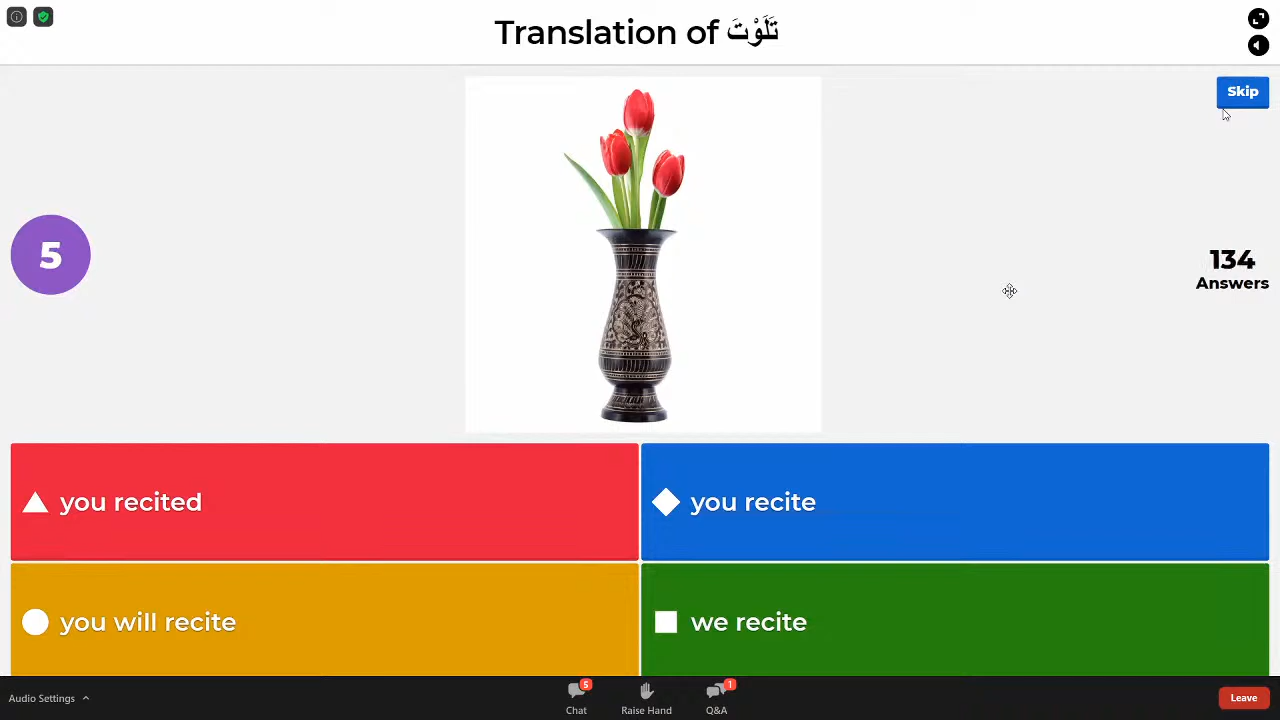 Translation of تَلَوْتَ
Skip
5
134
Answers
you recited
you recite
you will recite
we recite
Audio Settings
5
Chat
Raise Hand
1
Q&A
Leave